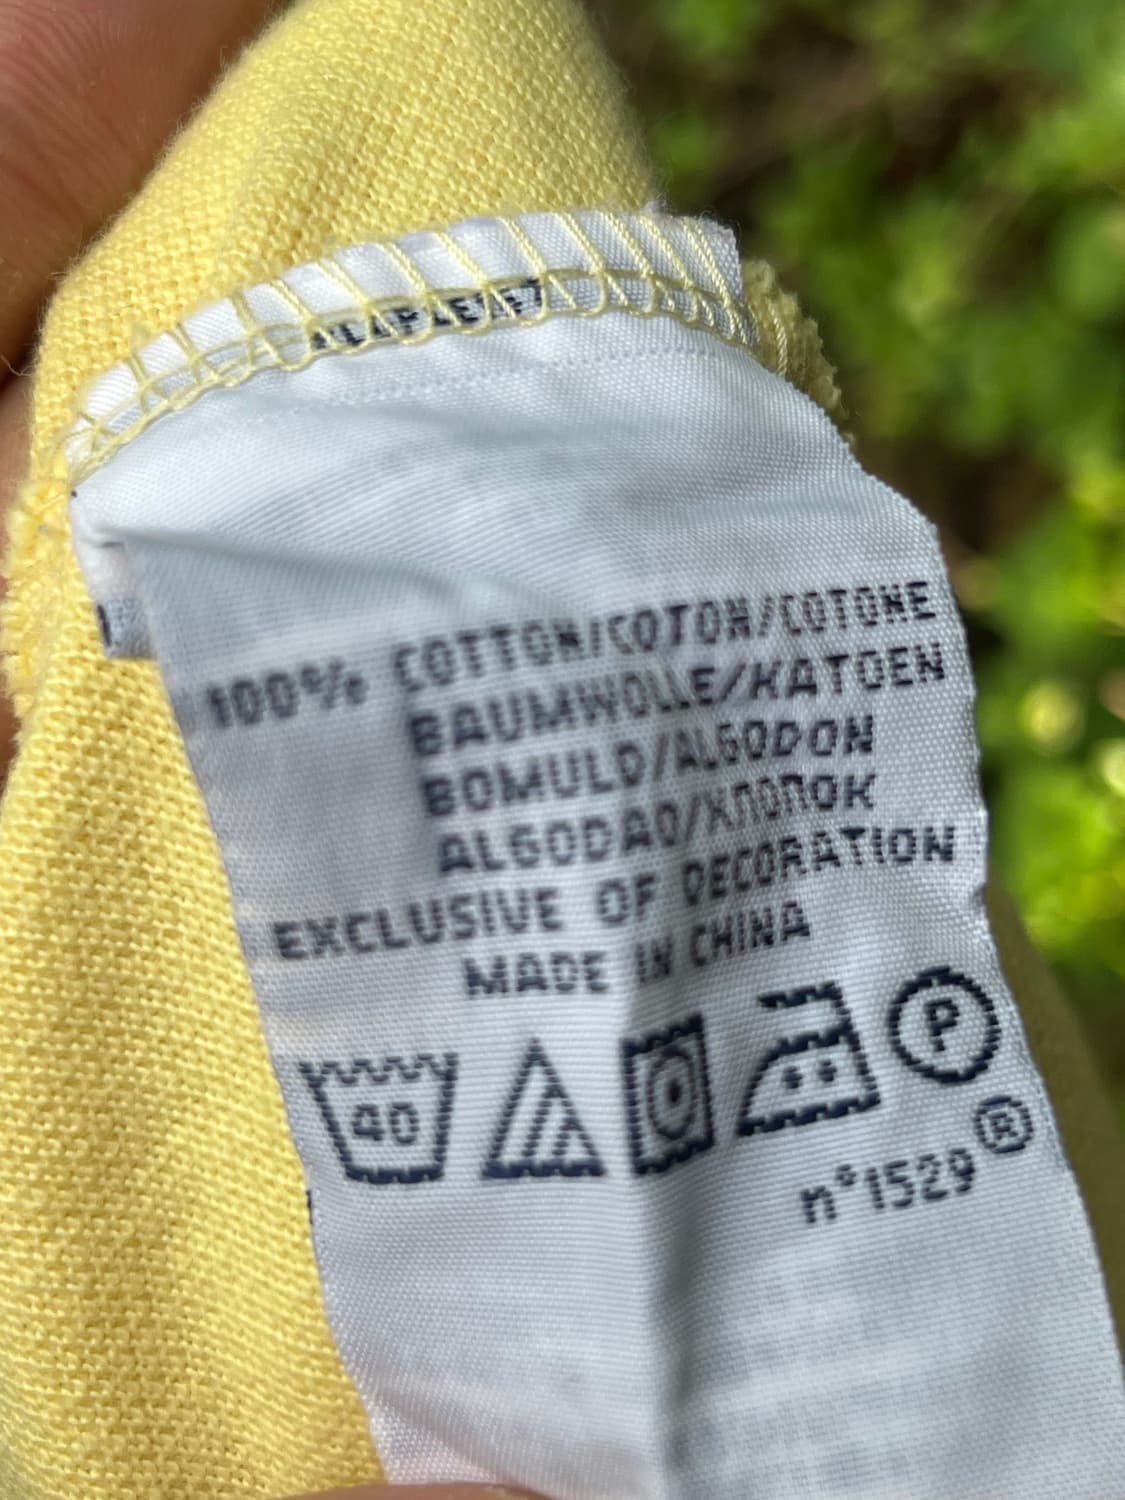 100% COTTON/COTON/COTONE
BAUMWOLLE/KATOEN
BOMULD/ALGODON
ALGODAO/ХЛОПОК
EXCLUSIVE OF DECORATION
MADE IN CHINA
40 P
n°1529®